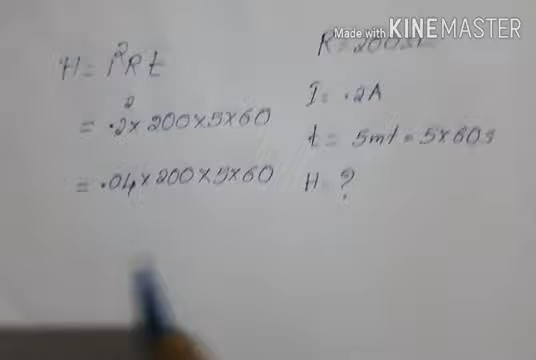 Made with KINEMASTER
H = I²Rt
= .2² × 200 × 5 × 60
= .04 × 200 × 5 × 60
R = 200Ω
I = .2A
t = 5mt = 5×60s
H = ?